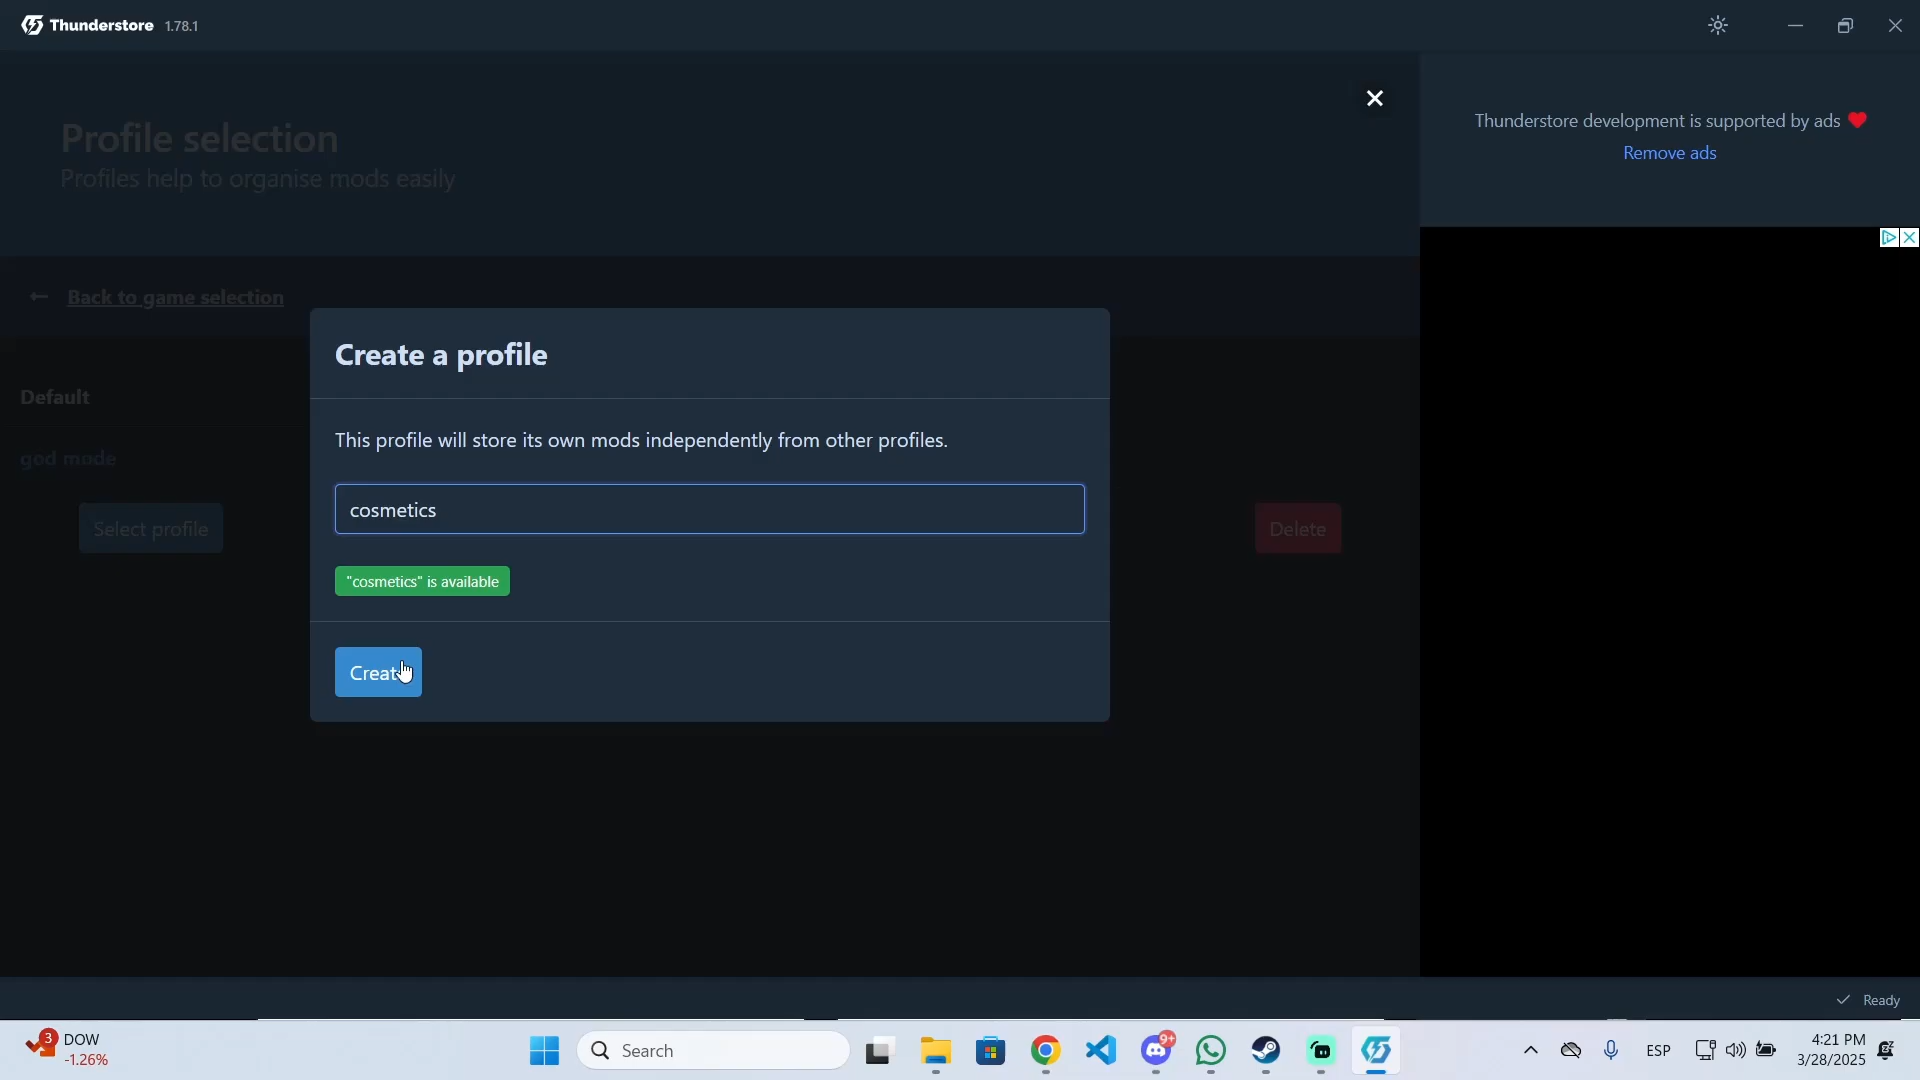 Thunderstore 1.78.1
Profile selection
Profiles help to organise mods easily
Thunderstore development is supported by ads
Remove ads
Back to game selection
Create a profile
Default
This profile will store its own mods independently from other profiles.
god mode
cosmetics
Select profile
Delete
"cosmetics" is available
Create
Ready
3
DOW
-1.26%
Search
9+
ESP
4:21 PM
3/28/2025